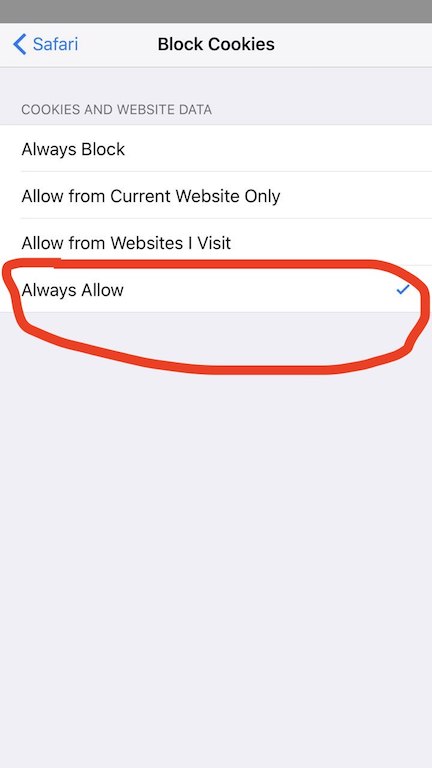 Safari
Block Cookies
COOKIES AND WEBSITE DATA
Always Block
Allow from Current Website Only
Allow from Websites I Visit
Always Allow